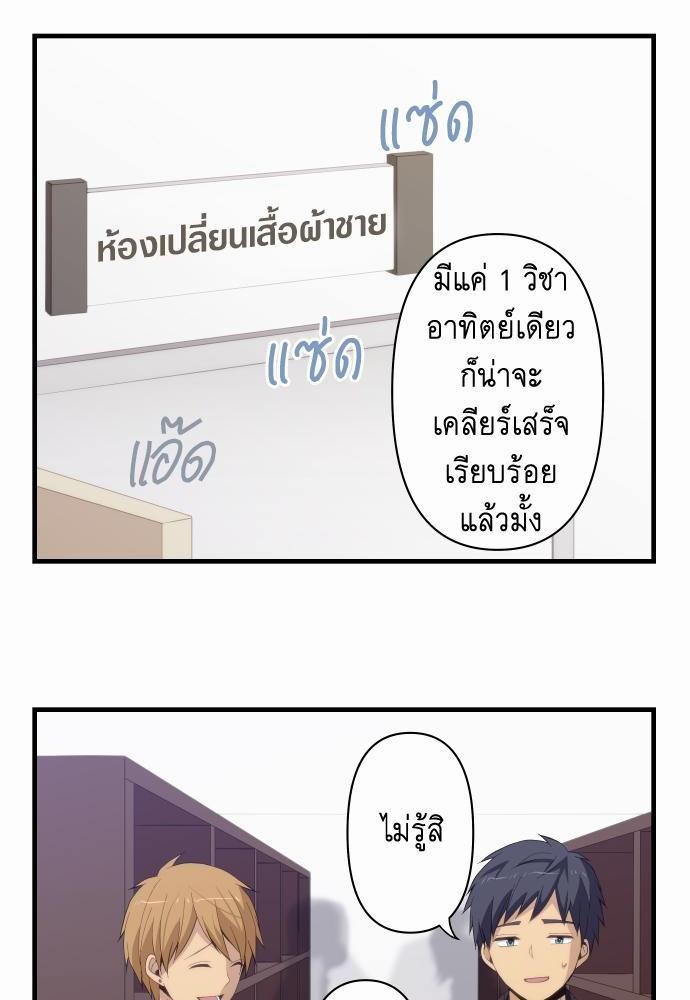 แซ่ด
ห้องเปลี่ยนเสื้อผ้าชาย
มีแค่ 1 วิชา
อาทิตย์เดียว
ก็น่าจะ
เคลียร์เสร็จ
เรียบร้อย
แล้วมั้ง
แซ่ด
แอ๊ด
ไม่รู้สิ